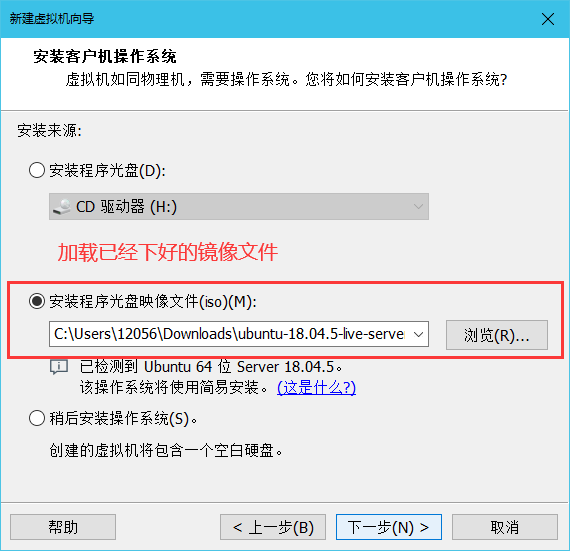 新建虚拟机向导
安装客户机操作系统
虚拟机如同物理机，需要操作系统。您将如何安装客户机操作系统?
安装来源:
安装程序光盘(D):
CD 驱动器 (H:)
加载已经下好的镜像文件
安装程序光盘映像文件(iso)(M):
C:\Users\12056\Downloads\ubuntu-18.04.5-live-server
浏览(R)...
已检测到 Ubuntu 64 位 Server 18.04.5。
该操作系统将使用简易安装。 (这是什么?)
稍后安装操作系统(S)。
创建的虚拟机将包含一个空白硬盘。
帮助
< 上一步(B)
下一步(N) >
取消